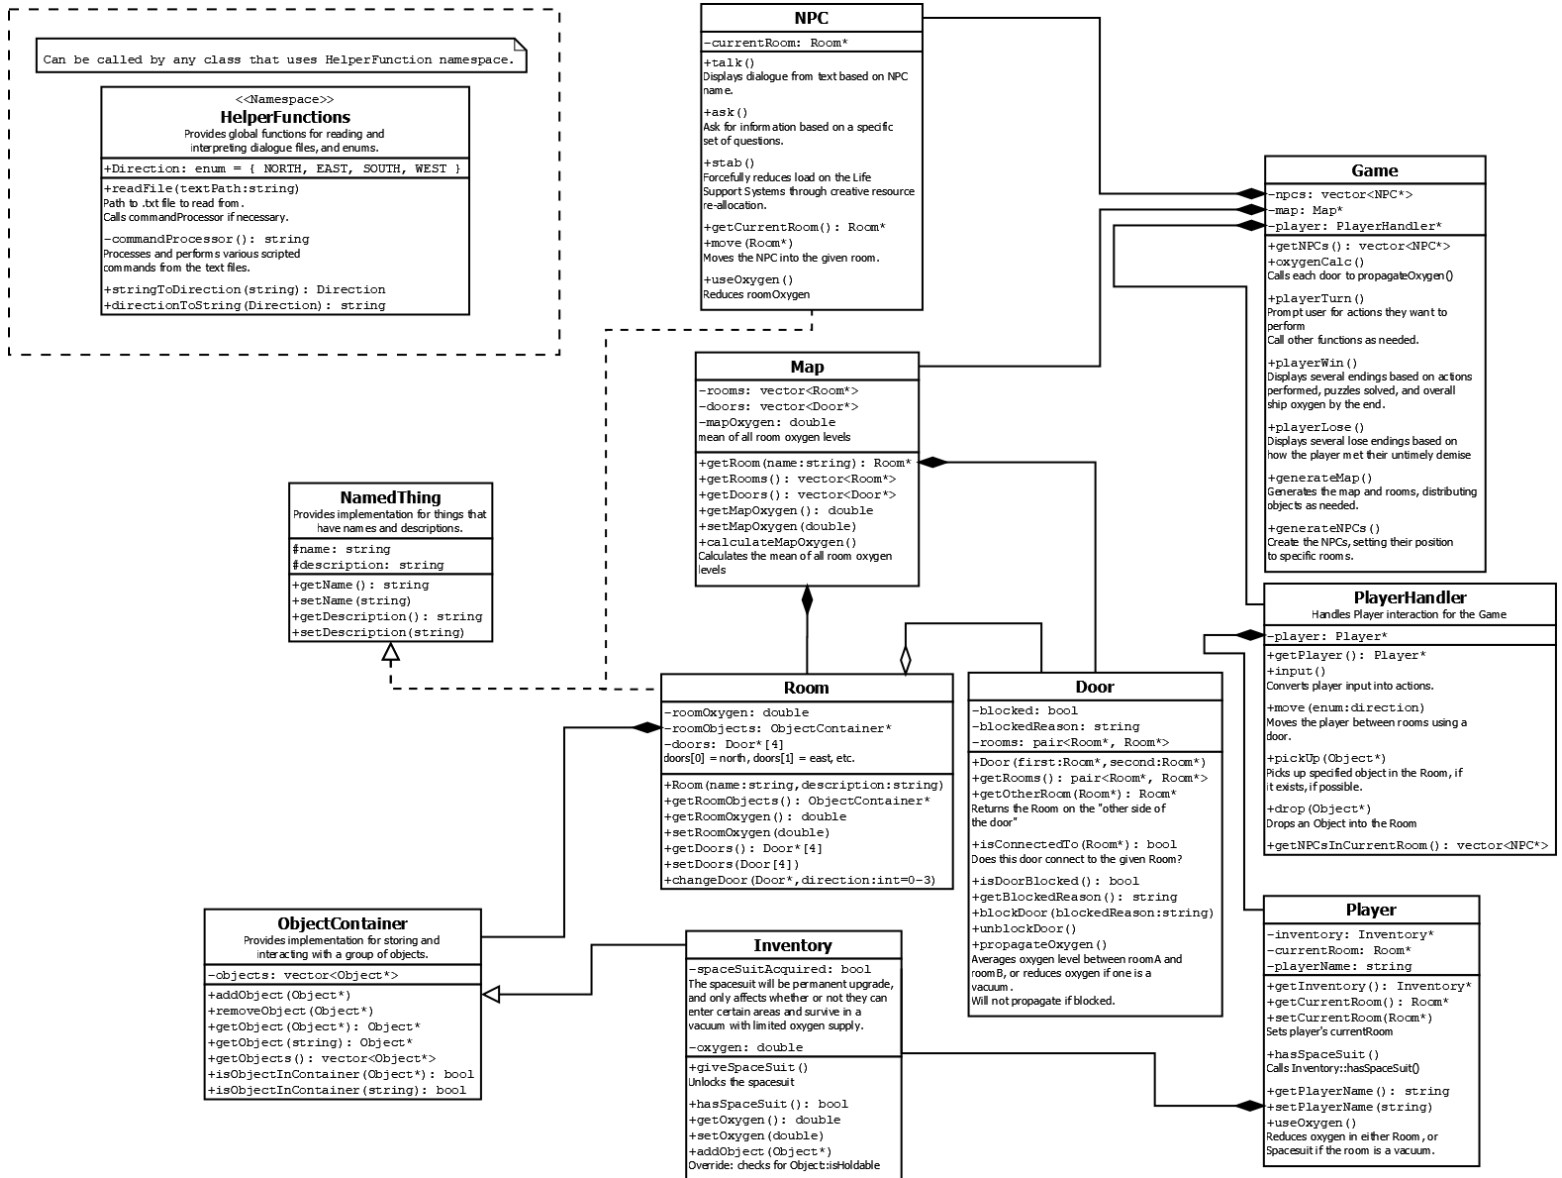 Can be called by any class that uses HelperFunction namespace.
<<Namespace>>
HelperFunctions
Provides global functions for reading and
interpreting dialogue files, and enums.
+Direction: enum = { NORTH, EAST, SOUTH, WEST }
+readFile(textPath:string)
Path to .txt file to read from.
Calls commandProcessor if necessary.
-commandProcessor(): string
Processes and performs various scripted
commands from the text files.
+stringToDirection(string): Direction
+directionToString(Direction): string
NPC
-currentRoom: Room*
+talk()
Displays dialogue from text based on NPC
name.
+ask()
Ask for information based on a specific
set of questions.
+stab()
Forcefully reduces load on the Life
Support Systems through creative resource
re-allocation.
+getCurrentRoom(): Room*
+move(Room*)
Moves the NPC into the given room.
+useOxygen()
Reduces roomOxygen
Game
-npcs: vector<NPC*>
-map: Map*
-player: PlayerHandler*
+getNPCs(): vector<NPC*>
+oxygenCalc()
Calls each door to propagateOxygen()
+playerTurn()
Prompt user for actions they want to
perform
Call other functions as needed.
+playerWin()
Displays several endings based on actions
performed, puzzles solved, and overall
ship oxygen by the end.
+playerLose()
Displays several lose endings based on
how the player met their untimely demise
+generateMap()
Generates the map and rooms, distributing
objects as needed.
+generateNPCs()
Create the NPCs, setting their position
to specific rooms.
Map
-rooms: vector<Room*>
-doors: vector<Door*>
-mapOxygen: double
mean of all room oxygen levels
+getRoom(name:string): Room*
+getRooms(): vector<Room*>
+getDoors(): vector<Door*>
+getMapOxygen(): double
+setMapOxygen(double)
+calculateMapOxygen()
Calculates the mean of all room oxygen
levels
NamedThing
Provides implementation for things that
have names and descriptions.
#name: string
#description: string
+getName(): string
+setName(string)
+getDescription(): string
+setDescription(string)
PlayerHandler
Handles Player interaction for the Game
-player: Player*
+getPlayer(): Player*
+input()
Converts player input into actions.
+move(enum:direction)
Moves the player between rooms using a
door.
+pickUp(Object*)
Picks up specified object in the Room, if
it exists, if possible.
+drop(Object*)
Drops an Object into the Room
+getNPCsInCurrentRoom(): vector<NPC*>
Room
-roomOxygen: double
-roomObjects: ObjectContainer*
-doors: Door*[4]
doors[0] = north, doors[1] = east, etc.
+Room(name:string,description:string)
+getRoomObjects(): ObjectContainer*
+getRoomOxygen(): double
+setRoomOxygen(double)
+getDoors(): Door*[4]
+setDoors(Door[4])
+changeDoor(Door*,direction:int=0-3)
Door
-blocked: bool
-blockedReason: string
-rooms: pair<Room*, Room*>
+Door(first:Room*,second:Room*)
+getRooms(): pair<Room*, Room*>
+getOtherRoom(Room*): Room*
Returns the Room on the "other side of
the door"
+isConnectedTo(Room*): bool
Does this door connect to the given Room?
+isDoorBlocked(): bool
+getBlockedReason(): string
+blockDoor(blockedReason:string)
+unblockDoor()
+propagateOxygen()
Averages oxygen level between roomA and
roomB, or reduces oxygen if one is a
vacuum.
Will not propagate if blocked.
ObjectContainer
Provides implementation for storing and
interacting with a group of objects.
-objects: vector<Object*>
+addObject(Object*)
+removeObject(Object*)
+getObject(Object*): Object*
+getObject(string): Object*
+getObjects(): vector<Object*>
+isObjectInContainer(Object*): bool
+isObjectInContainer(string): bool
Inventory
-spaceSuitAcquired: bool
The spacesuit will be permanent upgrade,
and only affects whether or not they can
enter certain areas and survive in a
vacuum with limited oxygen supply.
-oxygen: double
+giveSpaceSuit()
Unlocks the spacesuit
+hasSpaceSuit(): bool
+getOxygen(): double
+setOxygen(double)
+addObject(Object*)
Override: checks for Object::isHoldable
Player
-inventory: Inventory*
-currentRoom: Room*
-playerName: string
+getInventory(): Inventory*
+getCurrentRoom(): Room*
+setCurrentRoom(Room*)
Sets player's currentRoom
+hasSpaceSuit()
Calls Inventory::hasSpaceSuit()
+getPlayerName(): string
+setPlayerName(string)
+useOxygen()
Reduces oxygen in either Room, or
Spacesuit if the room is a vacuum.